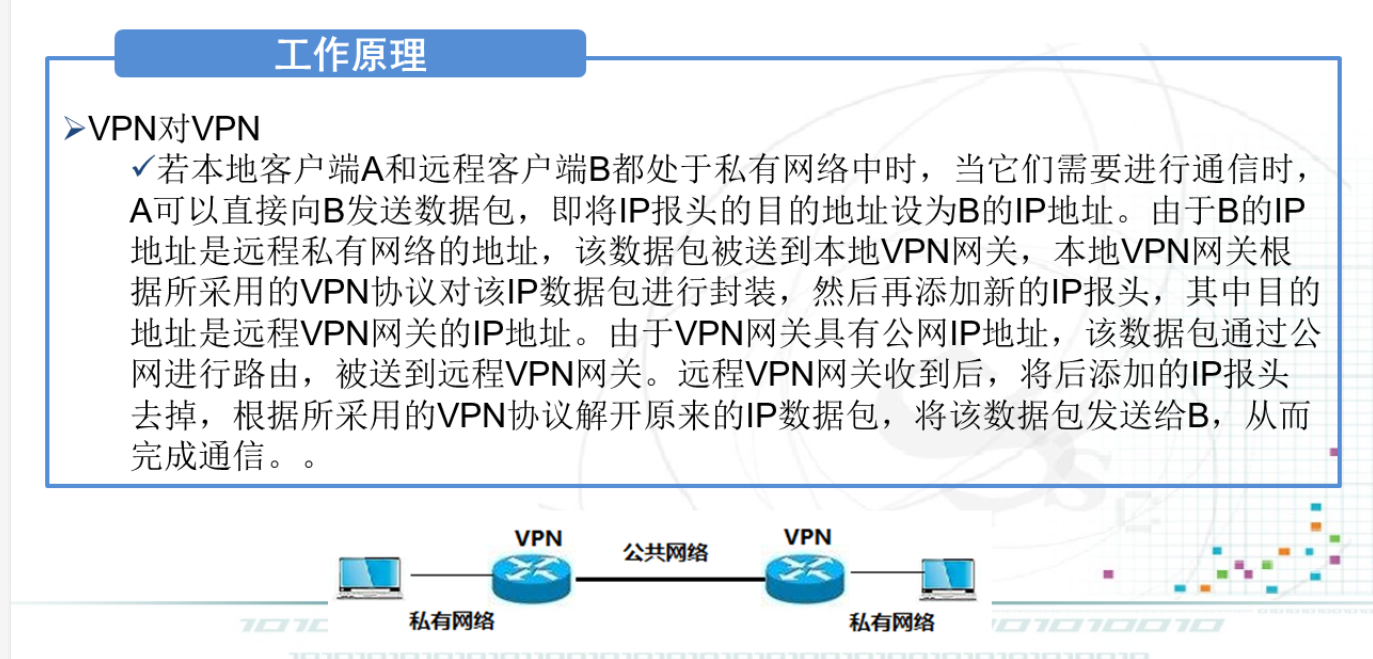 工作原理
➢VPN对VPN
✓若本地客户端A和远程客户端B都处于私有网络中时，当它们需要进行通信时，
A可以直接向B发送数据包，即将IP报头的目的地址设为B的IP地址。由于B的IP
地址是远程私有网络的地址，该数据包被送到本地VPN网关，本地VPN网关根
据所采用的VPN协议对该IP数据包进行封装，然后再添加新的IP报头，其中目的
地址是远程VPN网关的IP地址。由于VPN网关具有公网IP地址，该数据包通过公
网进行路由，被送到远程VPN网关。远程VPN网关收到后，将后添加的IP报头
去掉，根据所采用的VPN协议解开原来的IP数据包，将该数据包发送给B，从而
完成通信。。
VPN
公共网络
VPN
私有网络
私有网络